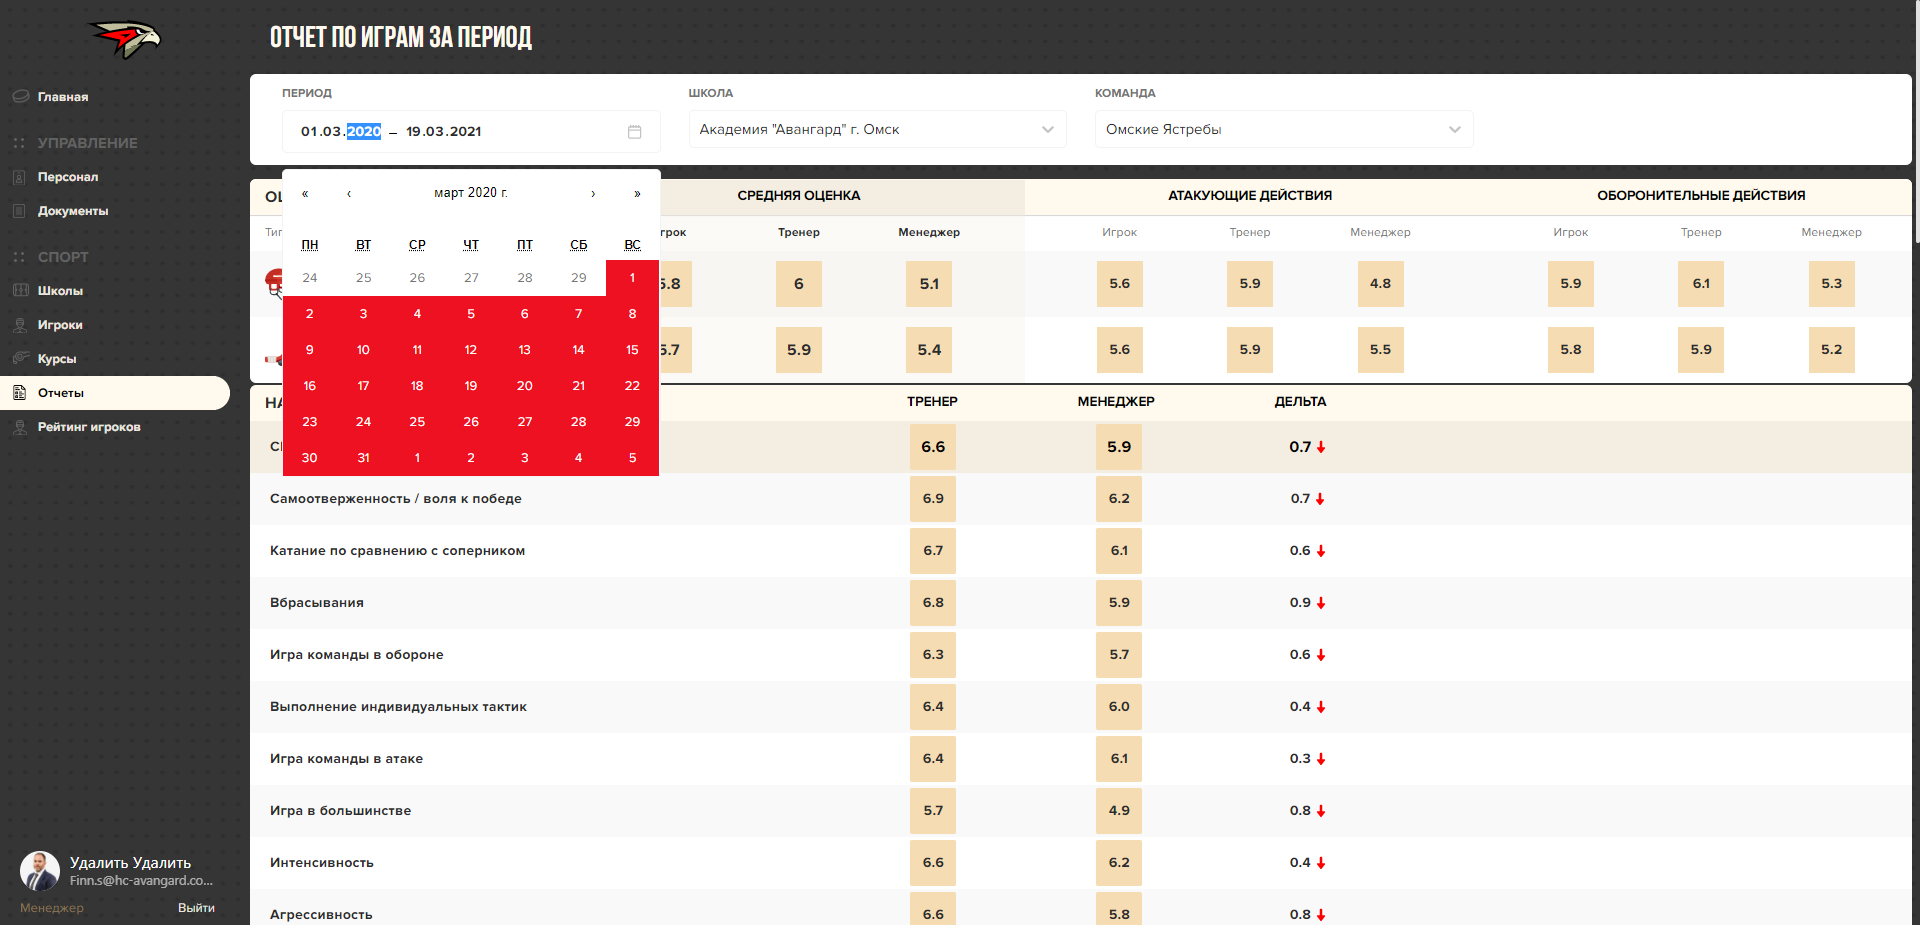 ОТЧЕТ ПО ИГРАМ ЗА ПЕРИОД
Главная
УПРАВЛЕНИЕ
Персонал
Документы
СПОРТ
Школы
Игроки
Курсы
Отчеты
Рейтинг игроков
Удалить Удалить
Finn.s@hc-avangard.co...
Менеджер Выйти
ПЕРИОД ШКОЛА КОМАНДА
01.03.2020 – 19.03.2021 Академия "Авангард" г. Омск Омские Ястребы
« ‹ март 2020 г. › »
ПН ВТ СР ЧТ ПТ СБ ВС
24 25 26 27 28 29 1
2 3 4 5 6 7 8
9 10 11 12 13 14 15
16 17 18 19 20 21 22
23 24 25 26 27 28 29
30 31 1 2 3 4 5
СРЕДНЯЯ ОЦЕНКА АТАКУЮЩИЕ ДЕЙСТВИЯ ОБОРОНИТЕЛЬНЫЕ ДЕЙСТВИЯ
Тренер Менеджер Игрок Тренер Менеджер Игрок Тренер Менеджер
5.8 6 5.1 5.6 5.9 4.8 5.9 6.1 5.3
5.7 5.9 5.4 5.6 5.9 5.5 5.8 5.9 5.2
ТРЕНЕР МЕНЕДЖЕР ДЕЛЬТА
6.6 5.9 0.7
Самоотверженность / воля к победе 6.9 6.2 0.7
Катание по сравнению с соперником 6.7 6.1 0.6
Вбрасывания 6.8 5.9 0.9
Игра команды в обороне 6.3 5.7 0.6
Выполнение индивидуальных тактик 6.4 6.0 0.4
Игра команды в атаке 6.4 6.1 0.3
Игра в большинстве 5.7 4.9 0.8
Интенсивность 6.6 6.2 0.4
Агрессивность 6.6 5.8 0.8